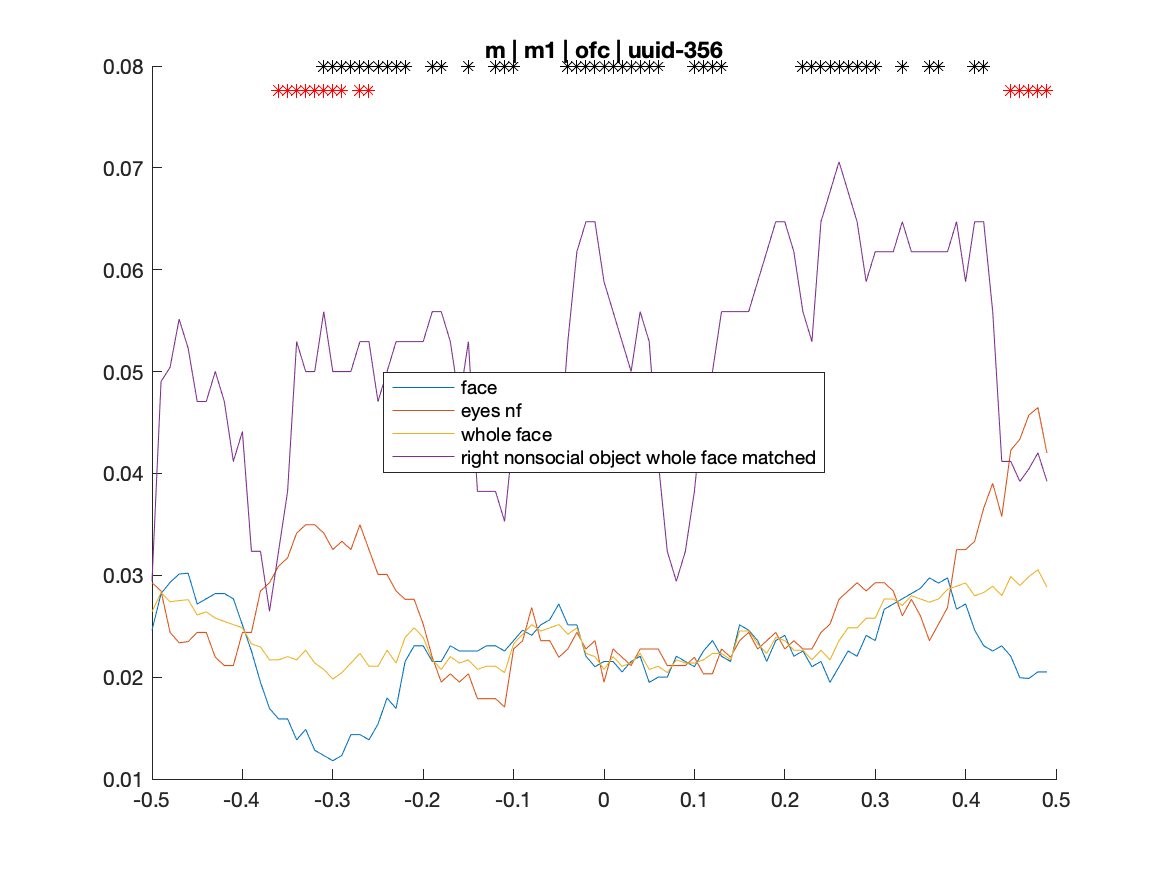 m | m1 | ofc | uuid-356
0.08
0.07
0.06
0.05
0.04
0.03
0.02
0.01
face
eyes nf
whole face
right nonsocial object whole face matched
-0.5 -0.4 -0.3 -0.2 -0.1 0 0.1 0.2 0.3 0.4 0.5